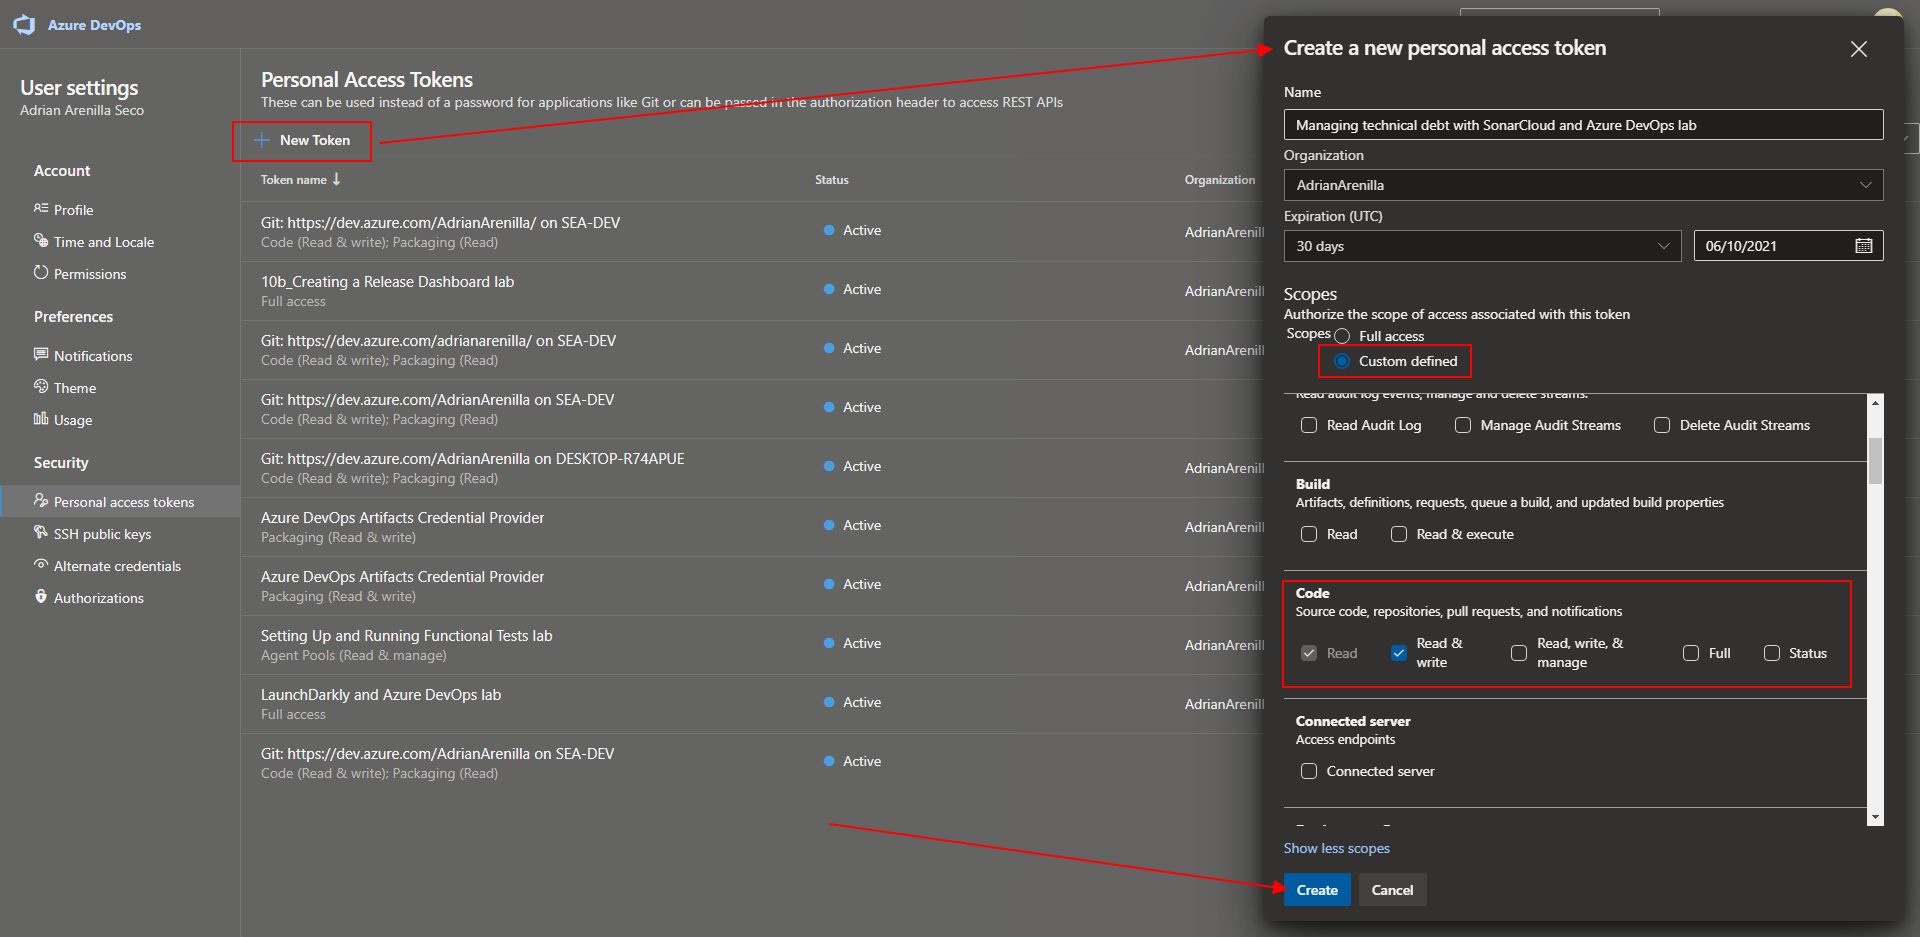 Azure DevOps
User settings
Adrian Arenilla Seco
Account
Profile
Time and Locale
Permissions
Preferences
Notifications
Theme
Usage
Security
Personal access tokens
SSH public keys
Alternate credentials
Authorizations
Personal Access Tokens
These can be used instead of a password for applications like Git or can be passed in the authorization header to access REST APIs
New Token
Token name Status Organization
Git: https://dev.azure.com/AdrianArenilla/ on SEA-DEV
Code (Read & write); Packaging (Read)
Active AdrianArenill
10b_Creating a Release Dashboard lab
Full access
Active AdrianArenill
Git: https://dev.azure.com/adrianarenilla/ on SEA-DEV
Code (Read & write); Packaging (Read)
Active AdrianArenill
Git: https://dev.azure.com/AdrianArenilla on SEA-DEV
Code (Read & write); Packaging (Read)
Active
Git: https://dev.azure.com/AdrianArenilla on DESKTOP-R74APUE
Code (Read & write); Packaging (Read)
Active AdrianArenill
Azure DevOps Artifacts Credential Provider
Packaging (Read & write)
Active AdrianArenill
Azure DevOps Artifacts Credential Provider
Packaging (Read & write)
Active AdrianArenill
Setting Up and Running Functional Tests lab
Agent Pools (Read & manage)
Active AdrianArenill
LaunchDarkly and Azure DevOps lab
Full access
Active AdrianArenill
Git: https://dev.azure.com/AdrianArenilla on SEA-DEV
Code (Read & write); Packaging (Read)
Active
Create a new personal access token
Name
Managing technical debt with SonarCloud and Azure DevOps lab
Organization
AdrianArenilla
Expiration (UTC)
30 days 06/10/2021
Scopes
Authorize the scope of access associated with this token
Scopes Full access
Custom defined
Read audit log events, manage and delete streams.
Read Audit Log Manage Audit Streams Delete Audit Streams
Build
Artifacts, definitions, requests, queue a build, and updated build properties
Read Read & execute
Code
Source code, repositories, pull requests, and notifications
Read Read & write Read, write, & manage Full Status
Connected server
Access endpoints
Connected server
Show less scopes
Create Cancel